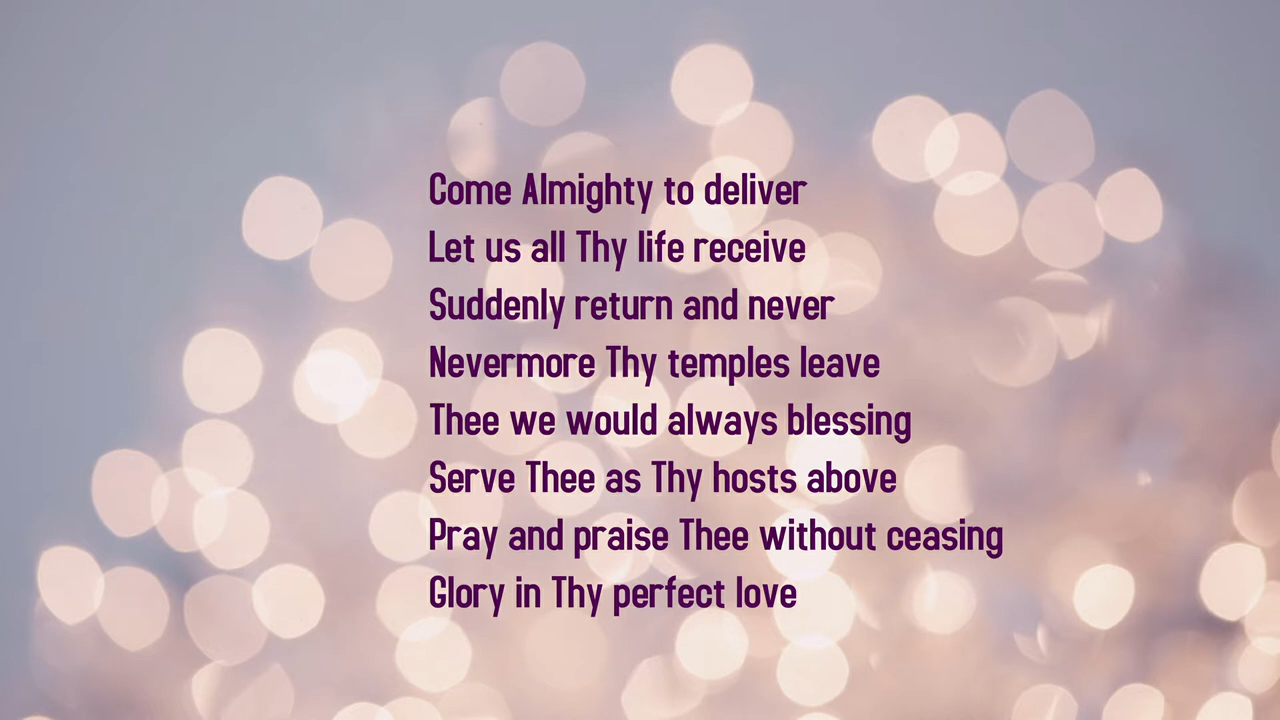 Come Almighty to deliver
Let us all Thy life receive
Suddenly return and never
Nevermore Thy temples leave
Thee we would always blessing
Serve Thee as Thy hosts above
Pray and praise Thee without ceasing
Glory in Thy perfect love